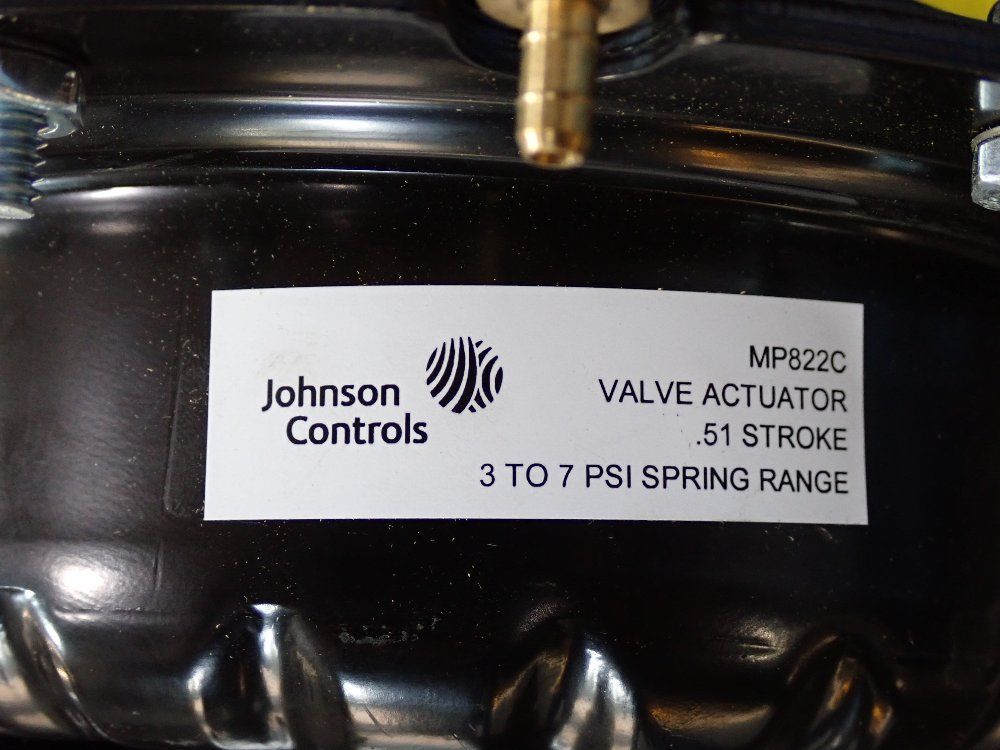 Johnson
Controls
MP822C
VALVE ACTUATOR
.51 STROKE
3 TO 7 PSI SPRING RANGE